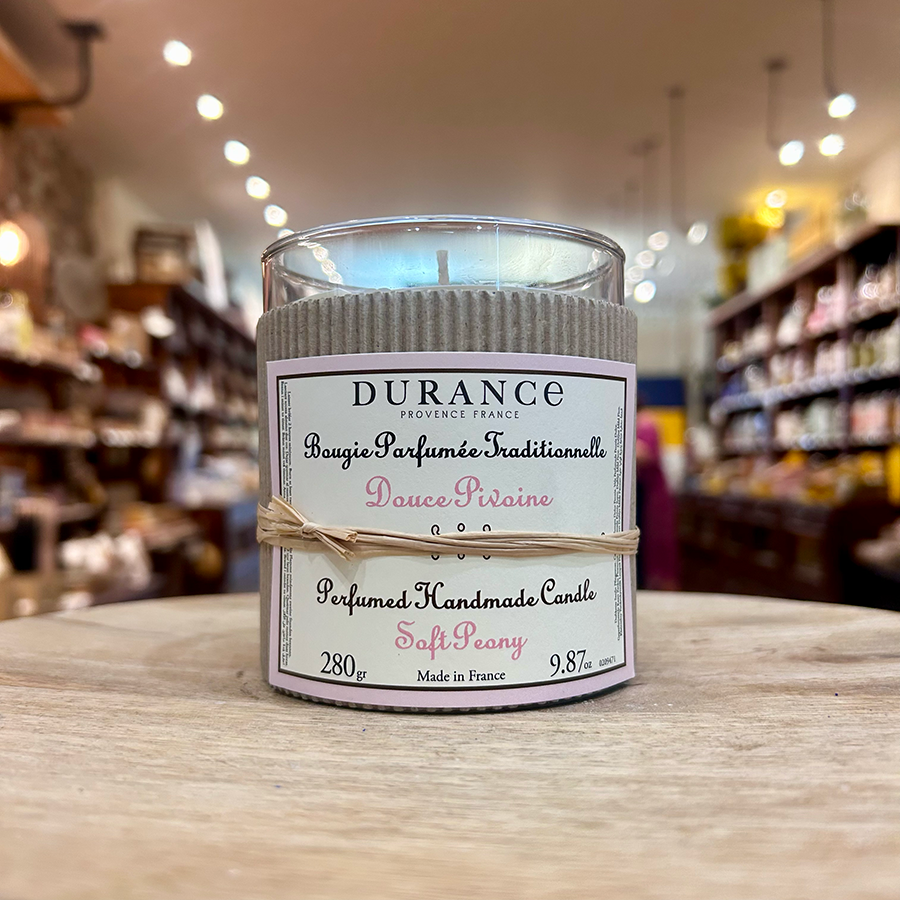 DURANCE
PROVENCE FRANCE
Bougie Parfumée Traditionnelle
Douce Pivoine
Perfumed Handmade Candle
Soft Peony
280gr Made in France 9.87oz